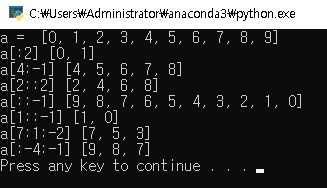 C:₩Users₩Administrator₩anaconda3₩python.exe
a =  [0, 1, 2, 3, 4, 5, 6, 7, 8, 9]
a[:2] [0, 1]
a[4:-1] [4, 5, 6, 7, 8]
a[2::2] [2, 4, 6, 8]
a[::-1] [9, 8, 7, 6, 5, 4, 3, 2, 1, 0]
a[1::-1] [1, 0]
a[7:1:-2] [7, 5, 3]
a[:-4:-1] [9, 8, 7]
Press any key to continue . . .